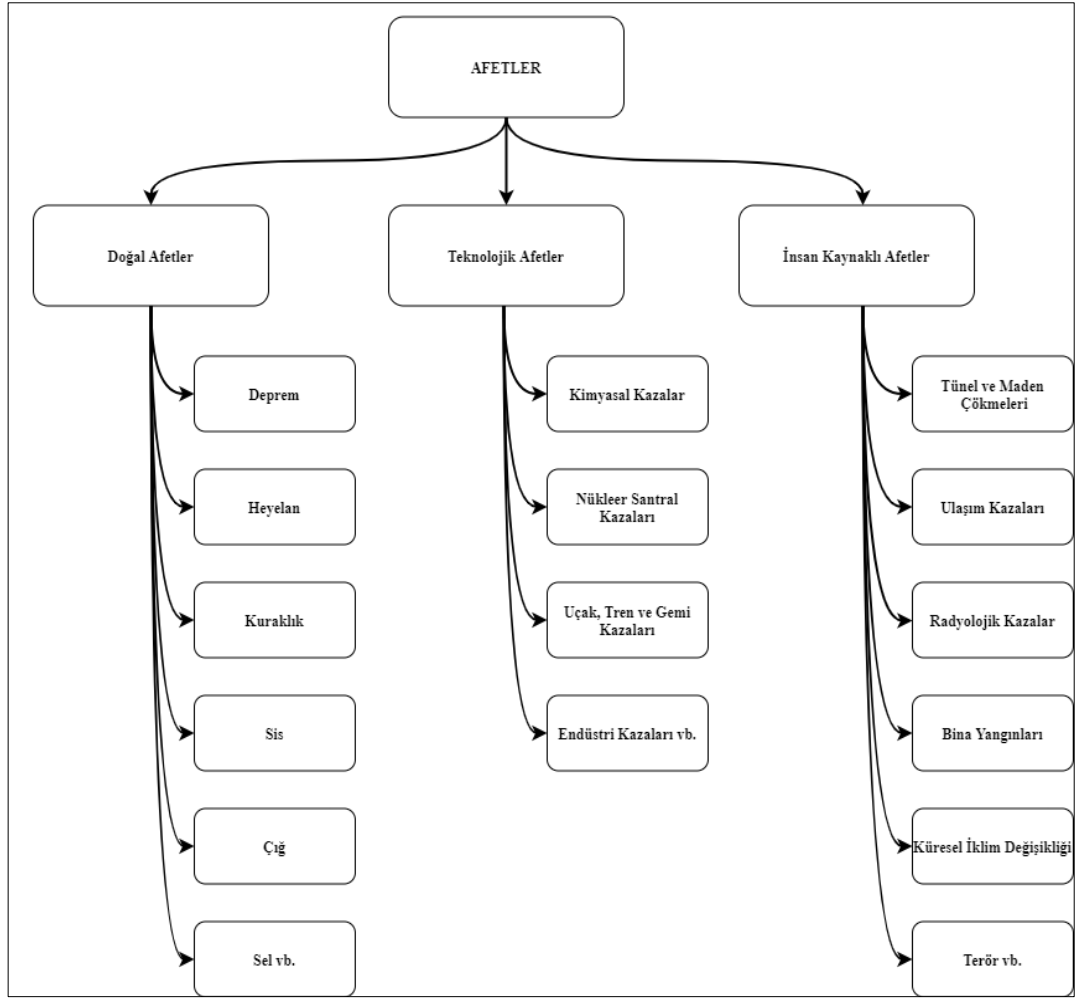 AFETLER
Doğal Afetler
Teknolojik Afetler
İnsan Kaynaklı Afetler
Deprem
Heyelan
Kuraklık
Sis
Çığ
Sel vb.
Kimyasal Kazalar
Nükleer Santral
Kazaları
Uçak, Tren ve Gemi
Kazaları
Endüstri Kazaları vb.
Tünel ve Maden
Çökmeleri
Ulaşım Kazaları
Radyolojik Kazalar
Bina Yangınları
Küresel İklim Değişikliği
Terör vb.